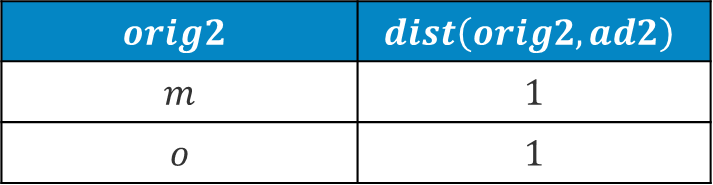 orig2 dist(orig2, ad2)
m 1
o 1